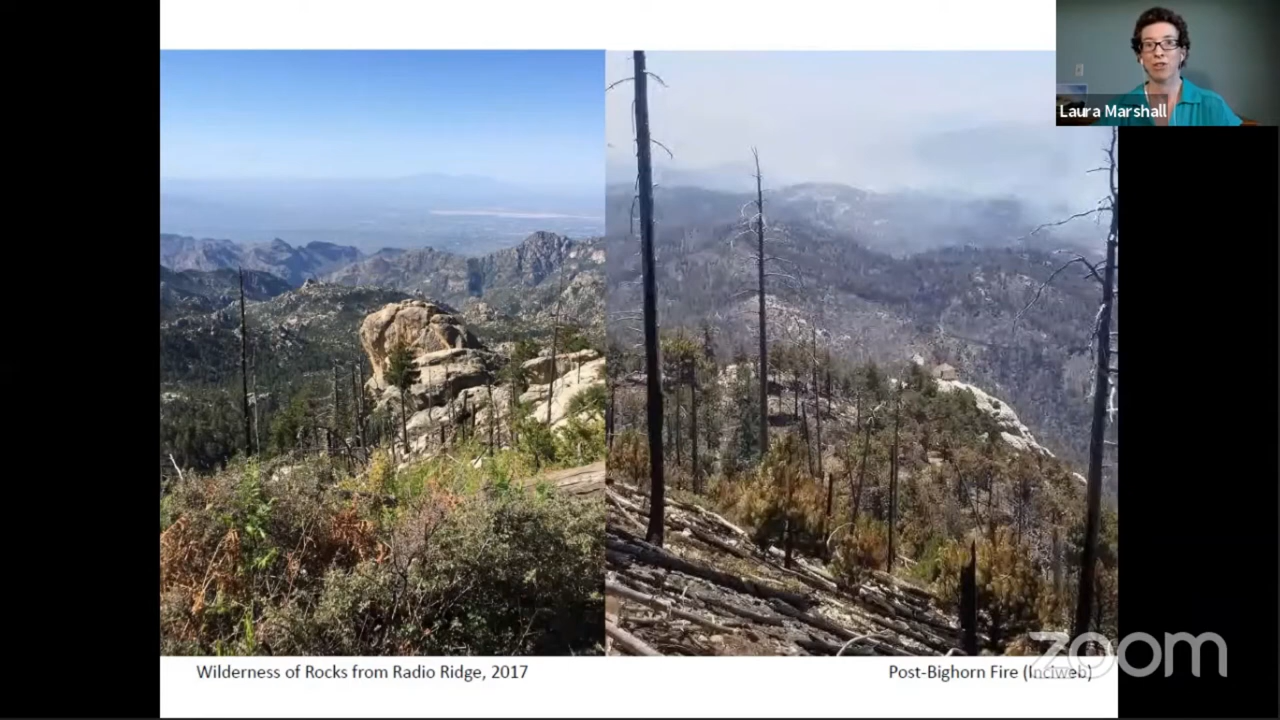 Laura Marshall
Wilderness of Rocks from Radio Ridge, 2017
Post-Bighorn Fire (Inciweb)
zoom